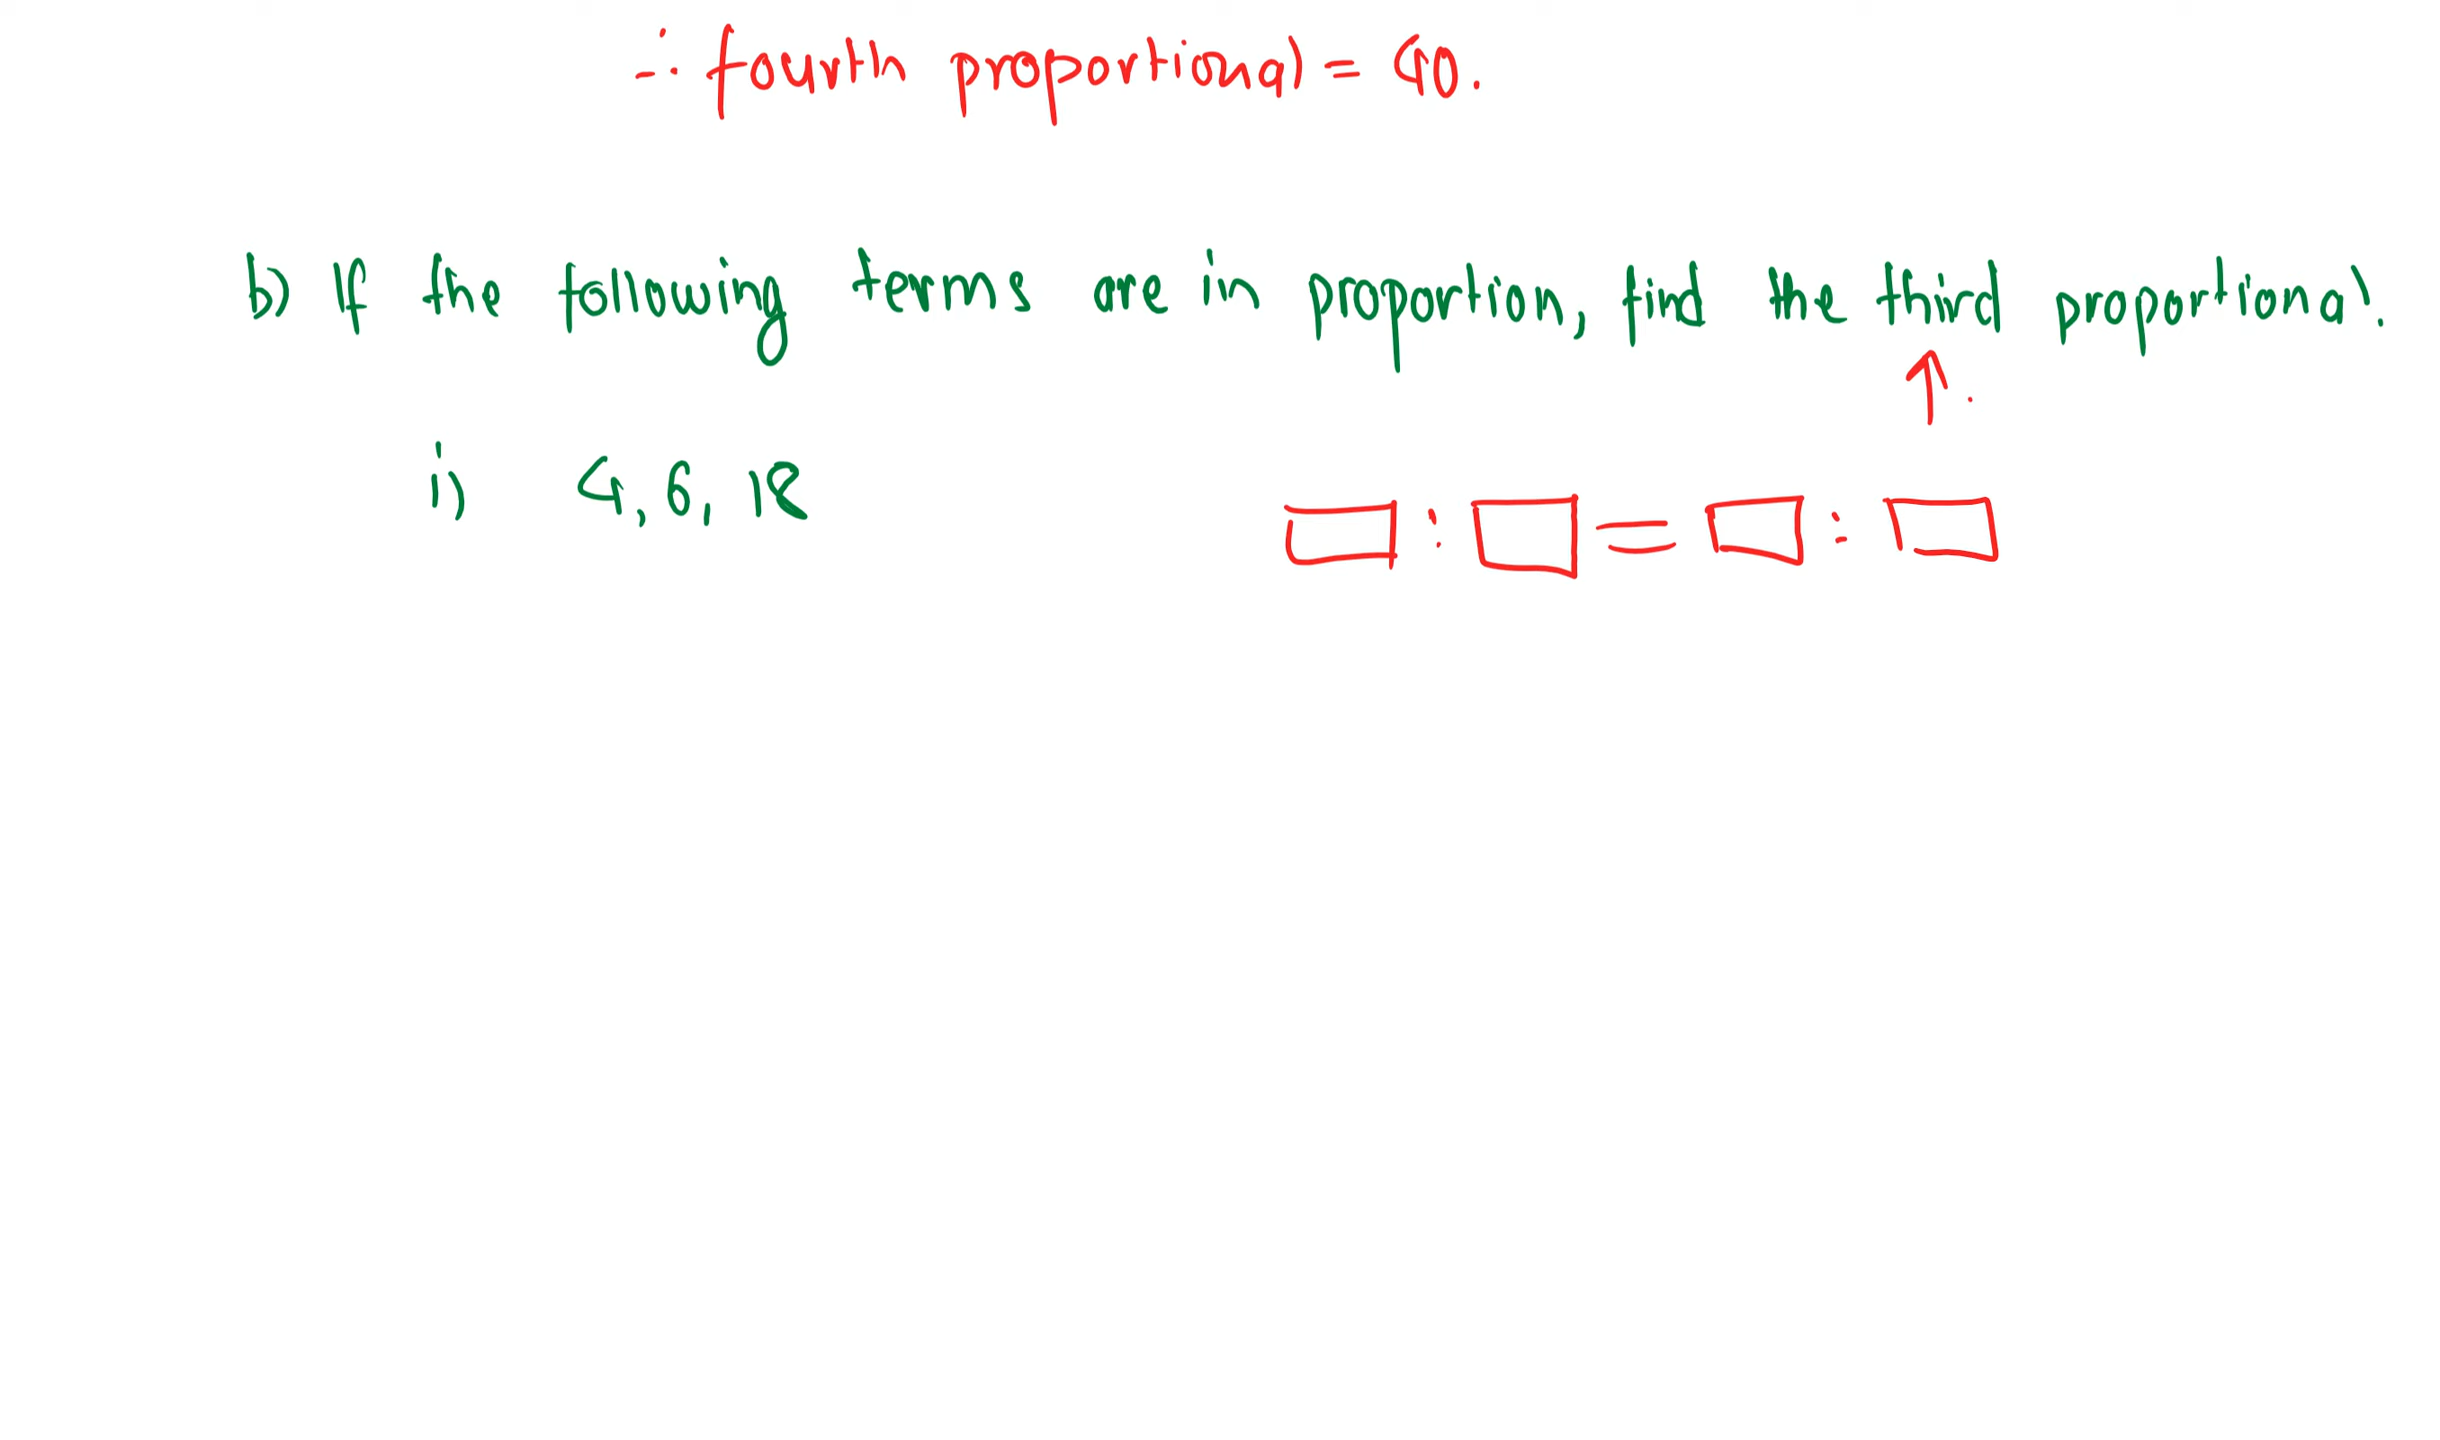 ∴ fourth proportional = 40.
b) If the following terms are in proportion, find the third proportional.
i) 4, 6, 18
□ : □ = □ : □